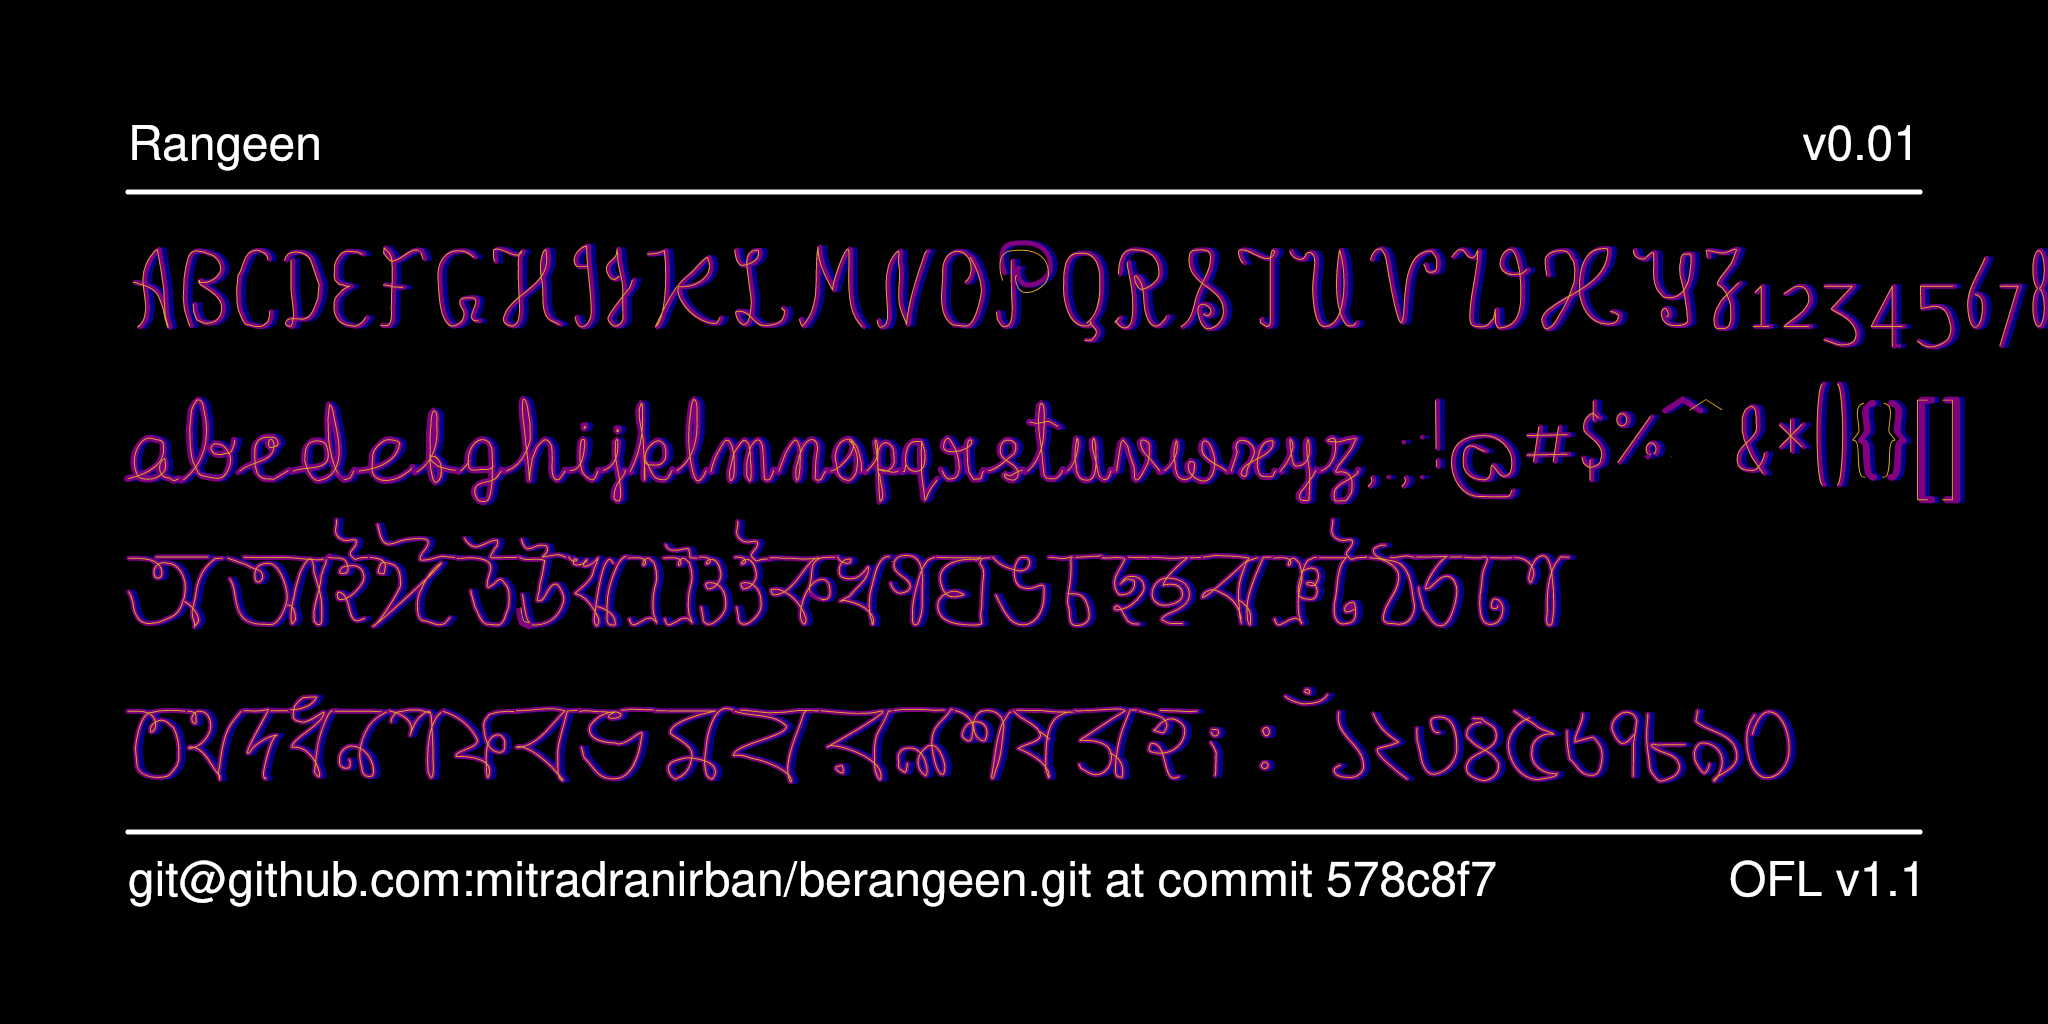 Rangeen v0.01
ABCDEFGHIJKLMNOPQRSTUVWXYZ12345678
abcdefghijklmnopqrstuvwxyz,.;:!@#$%^&*(){}[]
অআইঈউঊঋএঐওঔকখগঘঙচছজঝঞটঠডঢণ
তথদধনপফবভমযরলশষসহ ং ঃ ঁ১২৩৪৫৬৭৮৯০
git@github.com:mitradranirban/berangeen.git at commit 578c8f7 OFL v1.1